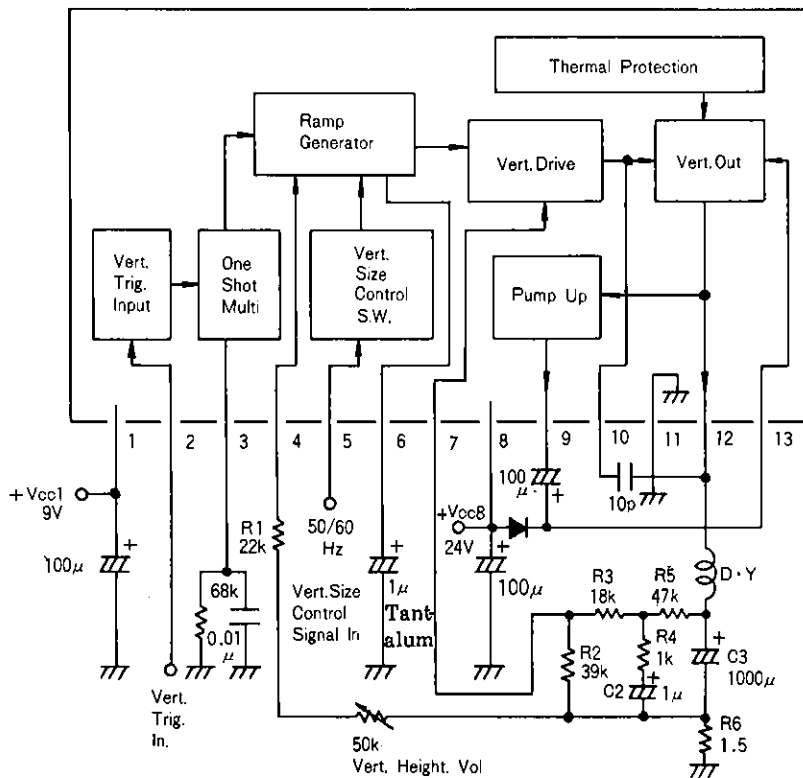 Thermal Protection
Ramp
Generator
Vert. Drive
Vert. Out
Vert.
Trig.
Input
One
Shot
Multi
Vert.
Size
Control
S.W.
Pump Up
1
2
3
4
5
6
7
8
9
10
11
12
13
+Vcc1
9V
100μ
+
68k
0.01
μ
Vert.
Trig.
In.
R1
22k
50/60
Hz
Vert.Size
Control
Signal In
+
1μ
Tant-
alum
+Vcc8
24V
+
100μ
100
μ
+
10p
D·Y
R3
18k
R5
47k
R2
39k
R4
1k
C2
+
1μ
+
C3
1000μ
R6
1.5
50k
Vert. Height. Vol